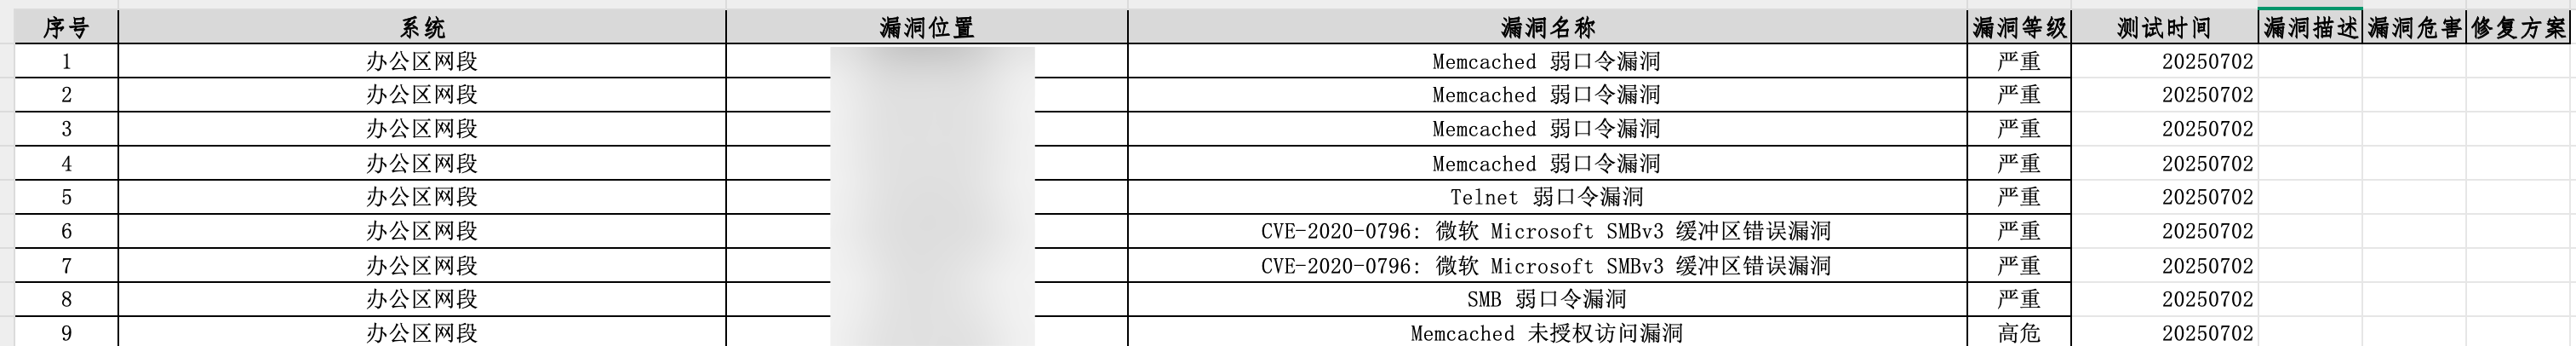 序号 系统 漏洞位置 漏洞名称 漏洞等级 测试时间 漏洞描述 漏洞危害 修复方案
1 办公区网段 Memcached 弱口令漏洞 严重 20250702
2 办公区网段 Memcached 弱口令漏洞 严重 20250702
3 办公区网段 Memcached 弱口令漏洞 严重 20250702
4 办公区网段 Memcached 弱口令漏洞 严重 20250702
5 办公区网段 Telnet 弱口令漏洞 严重 20250702
6 办公区网段 CVE-2020-0796: 微软 Microsoft SMBv3 缓冲区错误漏洞 严重 20250702
7 办公区网段 CVE-2020-0796: 微软 Microsoft SMBv3 缓冲区错误漏洞 严重 20250702
8 办公区网段 SMB 弱口令漏洞 严重 20250702
9 办公区网段 Memcached 未授权访问漏洞 高危 20250702